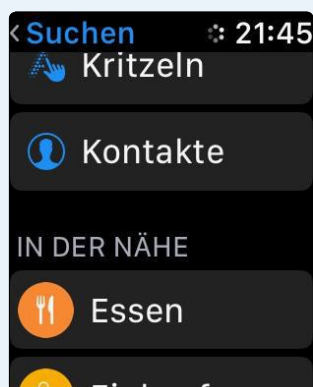 Suchen 21:45
Kritzeln
Kontakte
IN DER NÄHE
Essen